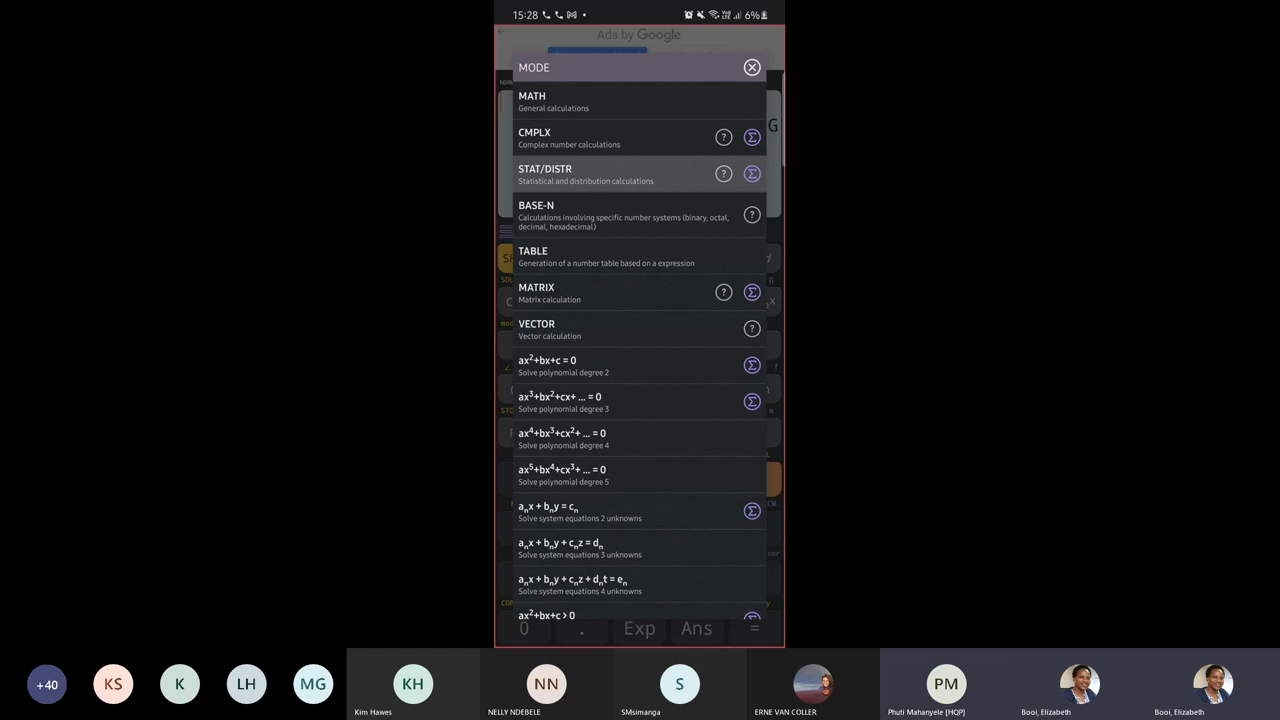 15:28
6%
Ads by Google
MODE
MATH
General calculations
CMPLX
Complex number calculations
STAT/DISTR
Statistical and distribution calculations
BASE-N
Calculations involving specific number systems (binary, octal,
decimal, hexadecimal)
TABLE
Generation of a number table based on a expression
MATRIX
Matrix calculation
VECTOR
Vector calculation
ax²+bx+c = 0
Solve polynomial degree 2
ax³+bx²+cx+ ... = 0
Solve polynomial degree 3
ax⁴+bx³+cx²+ ... = 0
Solve polynomial degree 4
ax⁵+bx⁴+cx³+ ... = 0
Solve polynomial degree 5
aₙx + bₙy = cₙ
Solve system equations 2 unknowns
aₙx + bₙy + cₙz = dₙ
Solve system equations 3 unknowns
aₙx + bₙy + cₙz + dₙt = eₙ
Solve system equations 4 unknowns
ax²+bx+c > 0
0 . Exp Ans =
+40 KS K LH MG KH NN S PM
Kim Hawes NELLY NDEBELE SMsimanga ERNE VAN COLLER Phuti Mahanyele [HQP] Booi, Elizabeth Booi, Elizabeth